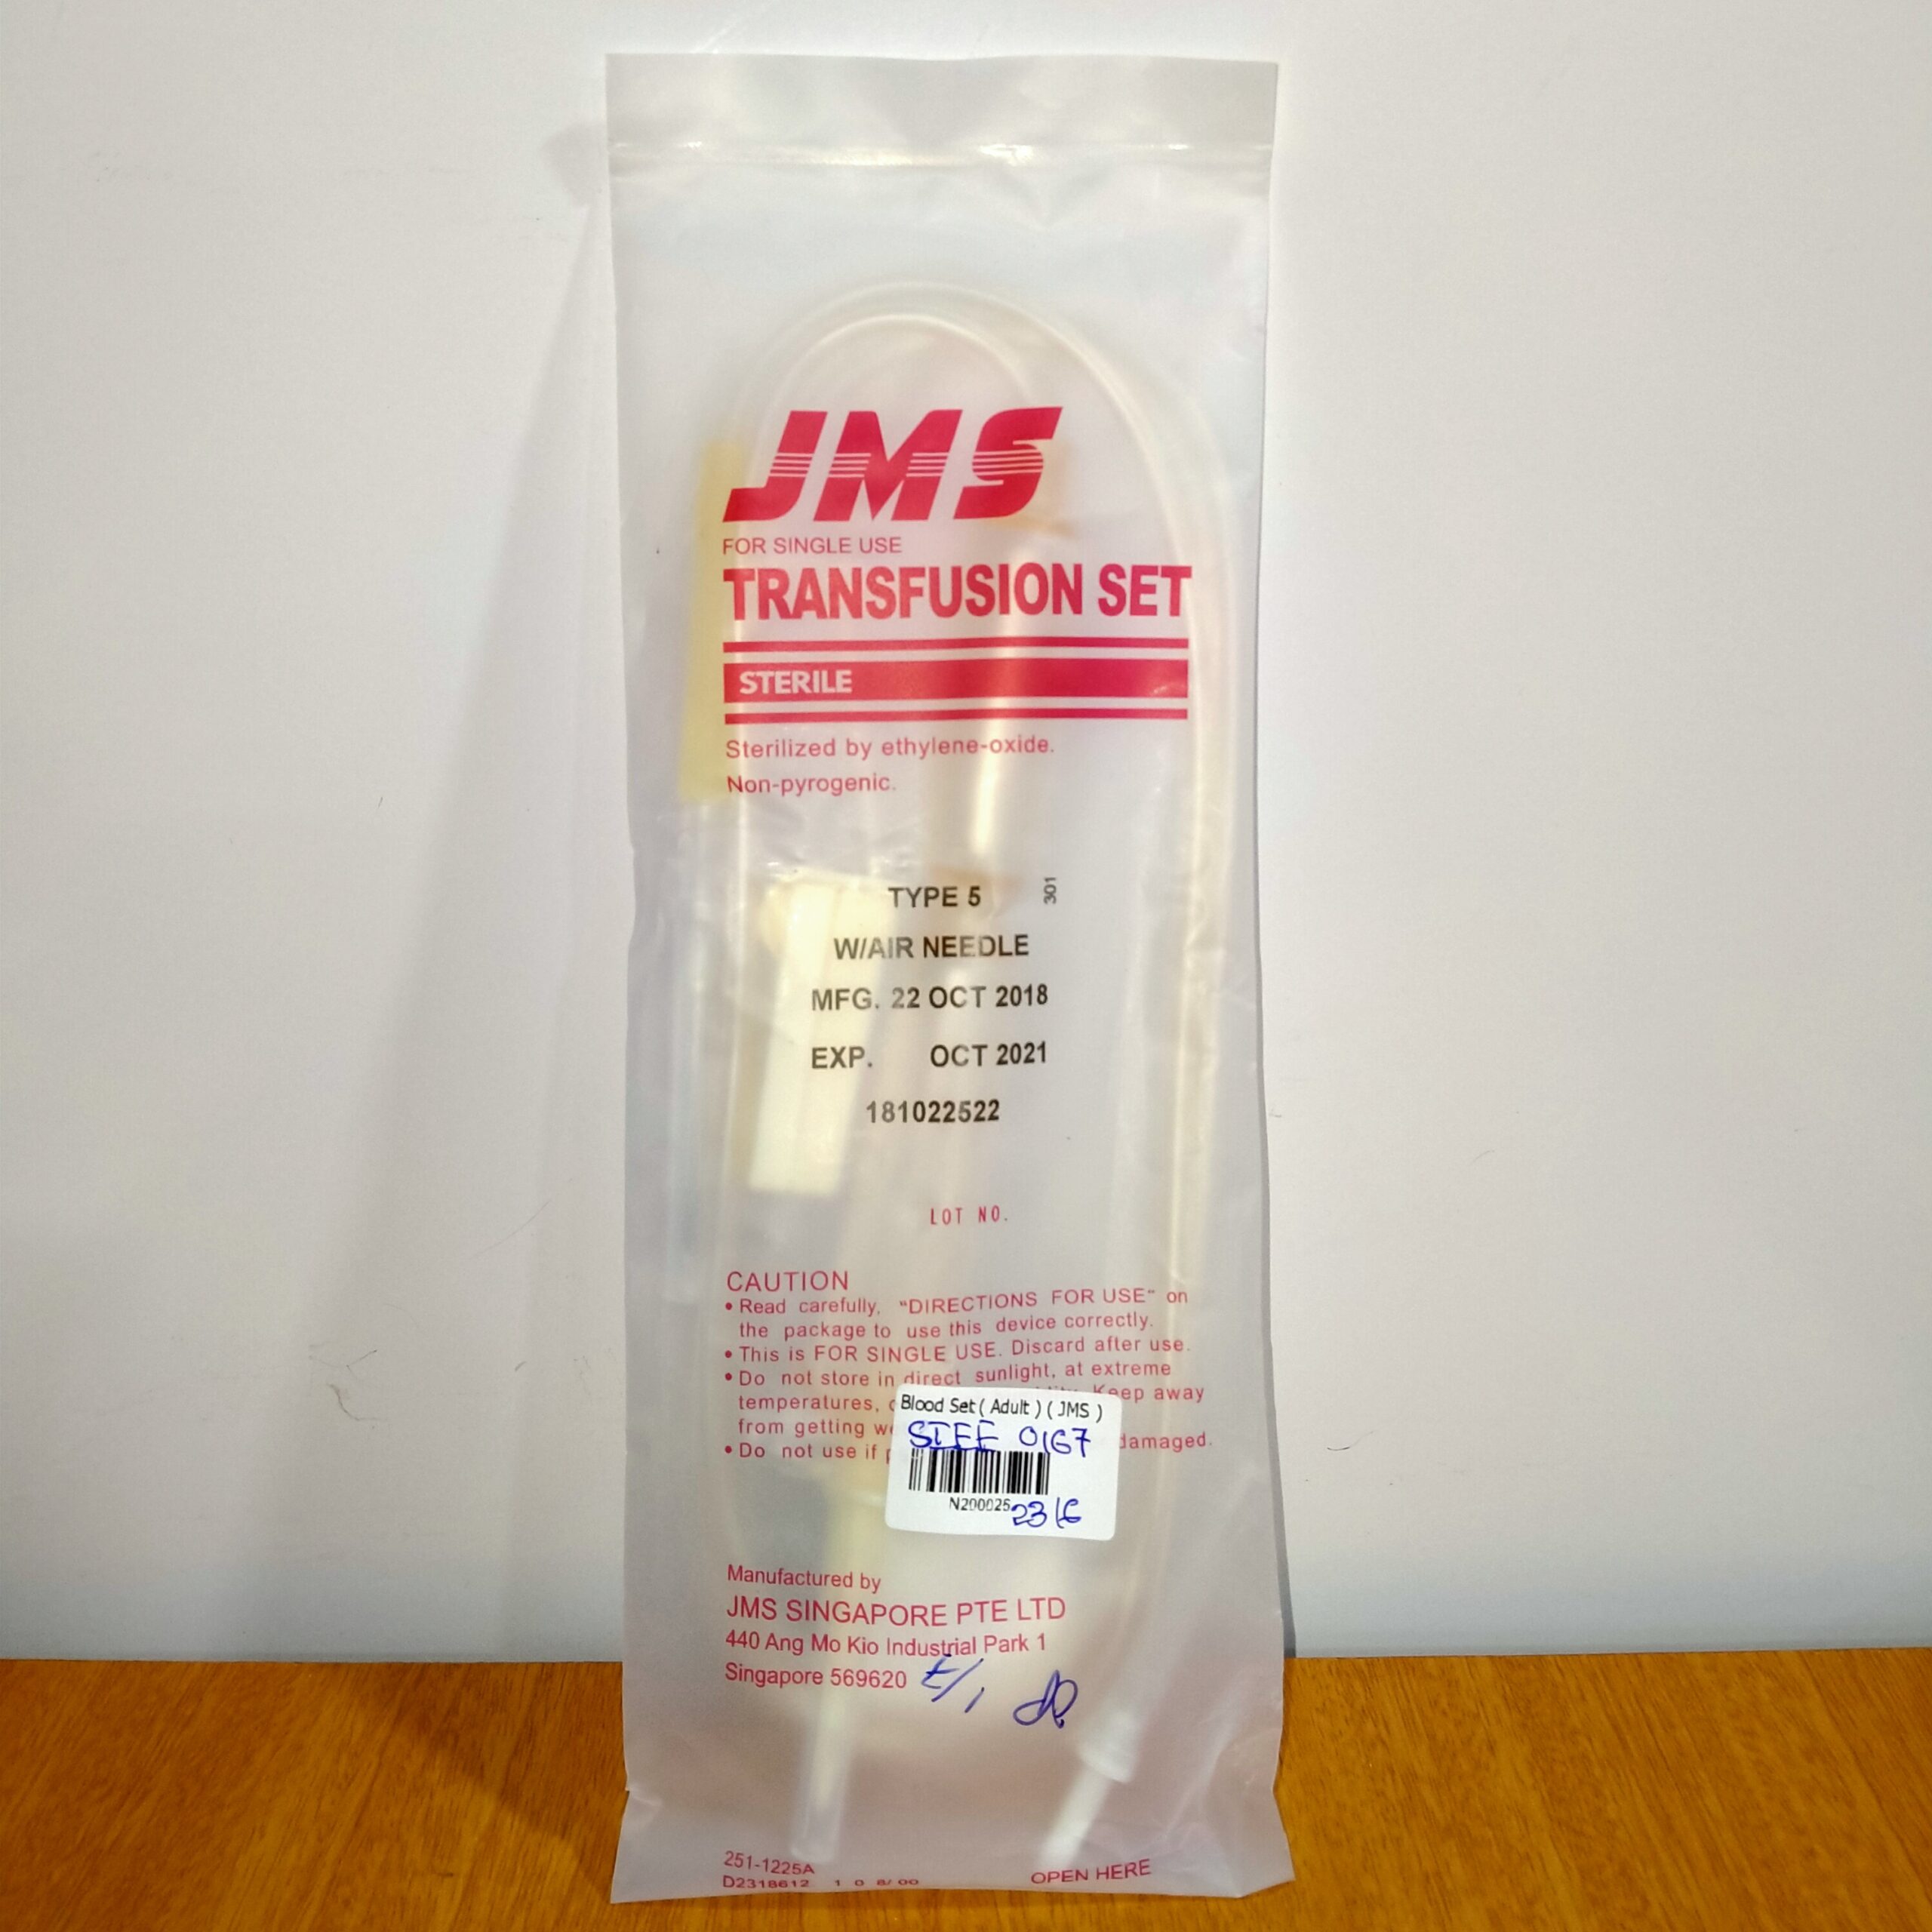 JMS
FOR SINGLE USE
TRANSFUSION SET
STERILE
Sterilized by ethylene-oxide.
Non-pyrogenic.
TYPE 5
301
W/AIR NEEDLE
MFG. 22 OCT 2018
EXP. OCT 2021
181022522
LOT NO.
CAUTION
• Read carefully, "DIRECTIONS FOR USE" on
the package to use this device correctly.
• This is FOR SINGLE USE. Discard after use.
• Do not store in direct sunlight, at extreme
temperatures, Keep away
from getting damaged.
• Do not use if
Blood Set ( Adult ) ( JMS )
0167
N200025
Manufactured by
JMS SINGAPORE PTE LTD
440 Ang Mo Kio Industrial Park 1
Singapore 569620
251-1225A
D2318612
OPEN HERE